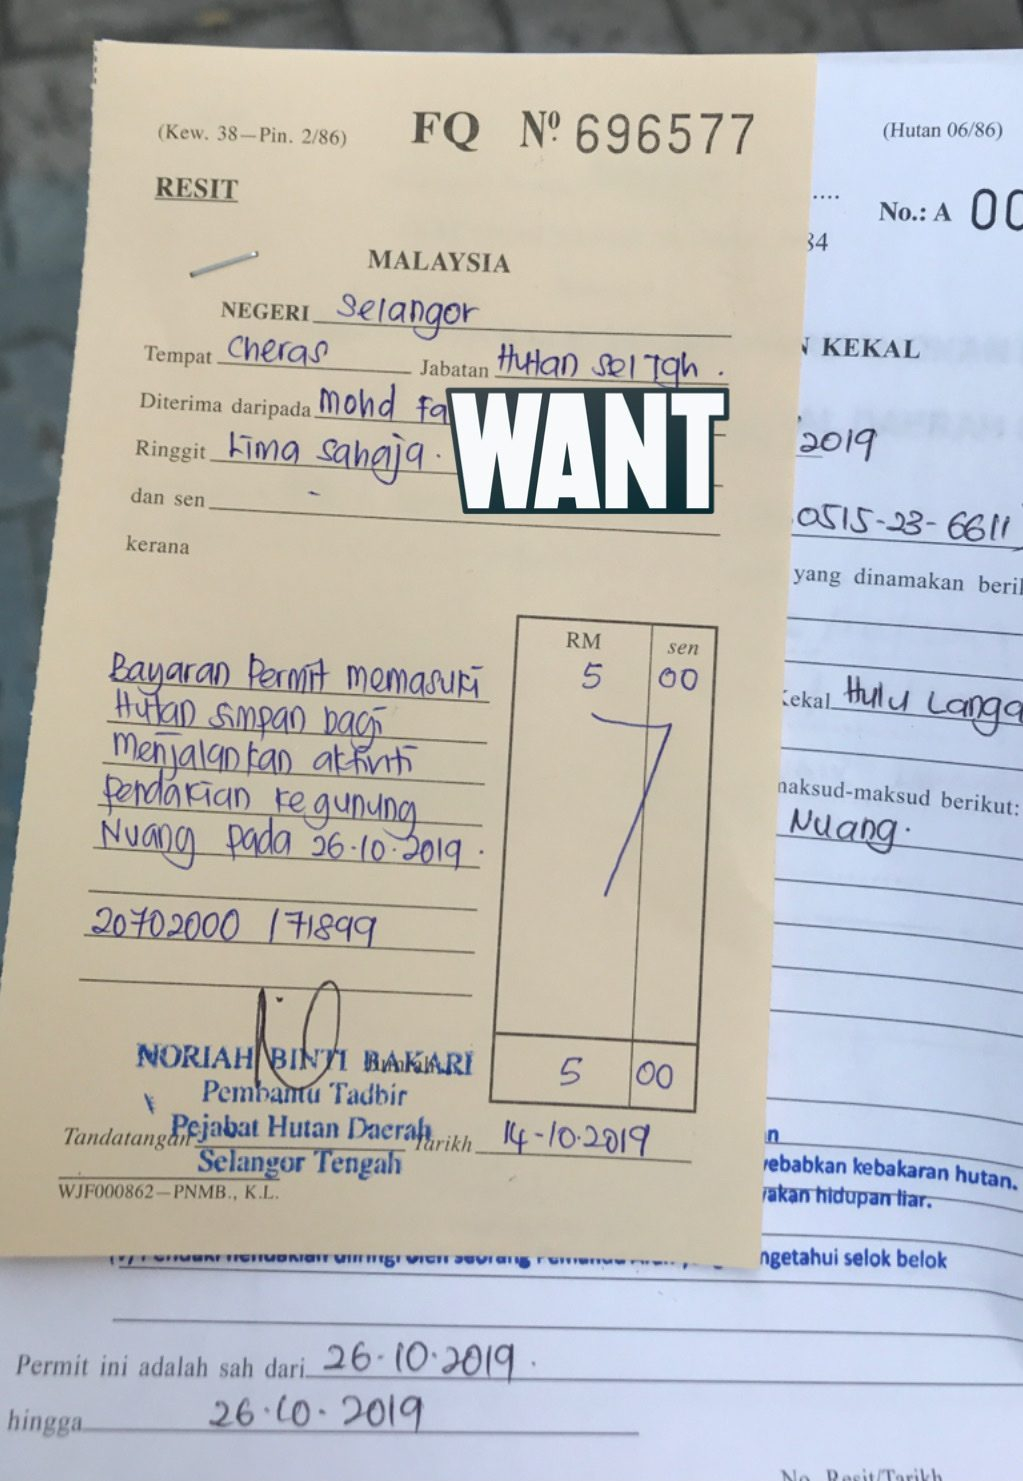 (Kew. 38—Pin. 2/86) FQ Nº 696577
RESIT
MALAYSIA
NEGERI Selangor
Tempat Cheras Jabatan Hutan Sel Tgh.
Diterima daripada Mohd Fa
WANT
Ringgit Lima sahaja.
dan sen -
kerana
RM sen
5 00
Bayaran Permit memasuki
Hutan simpan bagi
menjalankan aktiviti
pendakian ke gunung
Nuang pada 26.10.2019.
20702000 / 71899
NORIAH BINTI BAKARI
Pembantu Tadbir
Pejabat Hutan Daerah
Selangor Tengah
5 00
Tandatangan Tarikh 14-10.2019
WJF000862—PNMB., K.L.
(Hutan 06/86)
No.: A 00
34
KEKAL
2019
0515-23-6611
yang dinamakan beri
Kekal Hulu Langa
maksud-maksud berikut:
Nuang.
ebabkan kebakaran hutan.
akan hidupan liar.
ngetahui selok belok
Permit ini adalah sah dari 26.10.2019.
hingga 26.10.2019
No. Resit/Tarikh